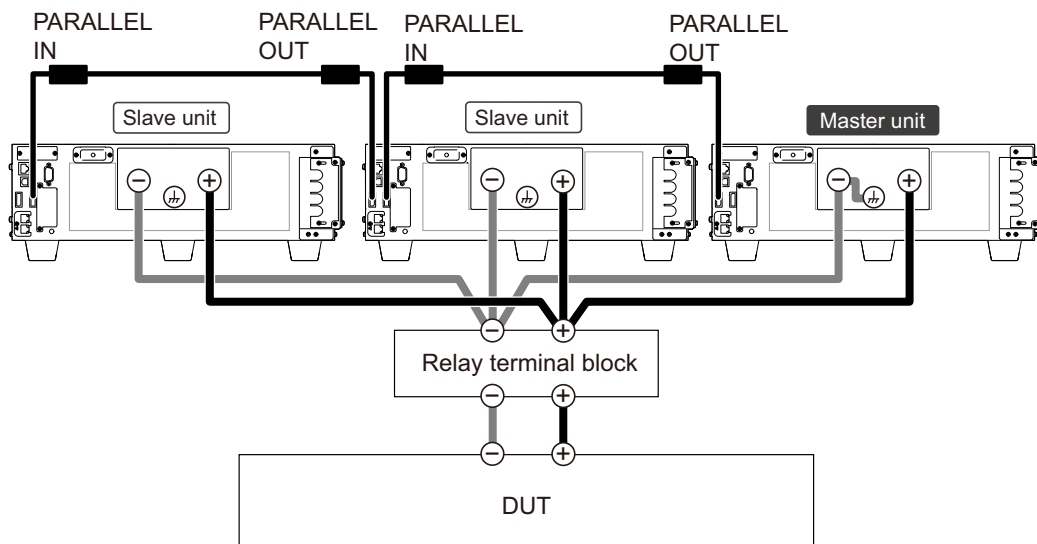 PARALLEL
IN
PARALLEL
OUT
PARALLEL
IN
PARALLEL
OUT
Slave unit
Slave unit
Master unit
− +
− +
− +
− +
Relay terminal block
− +
− +
DUT